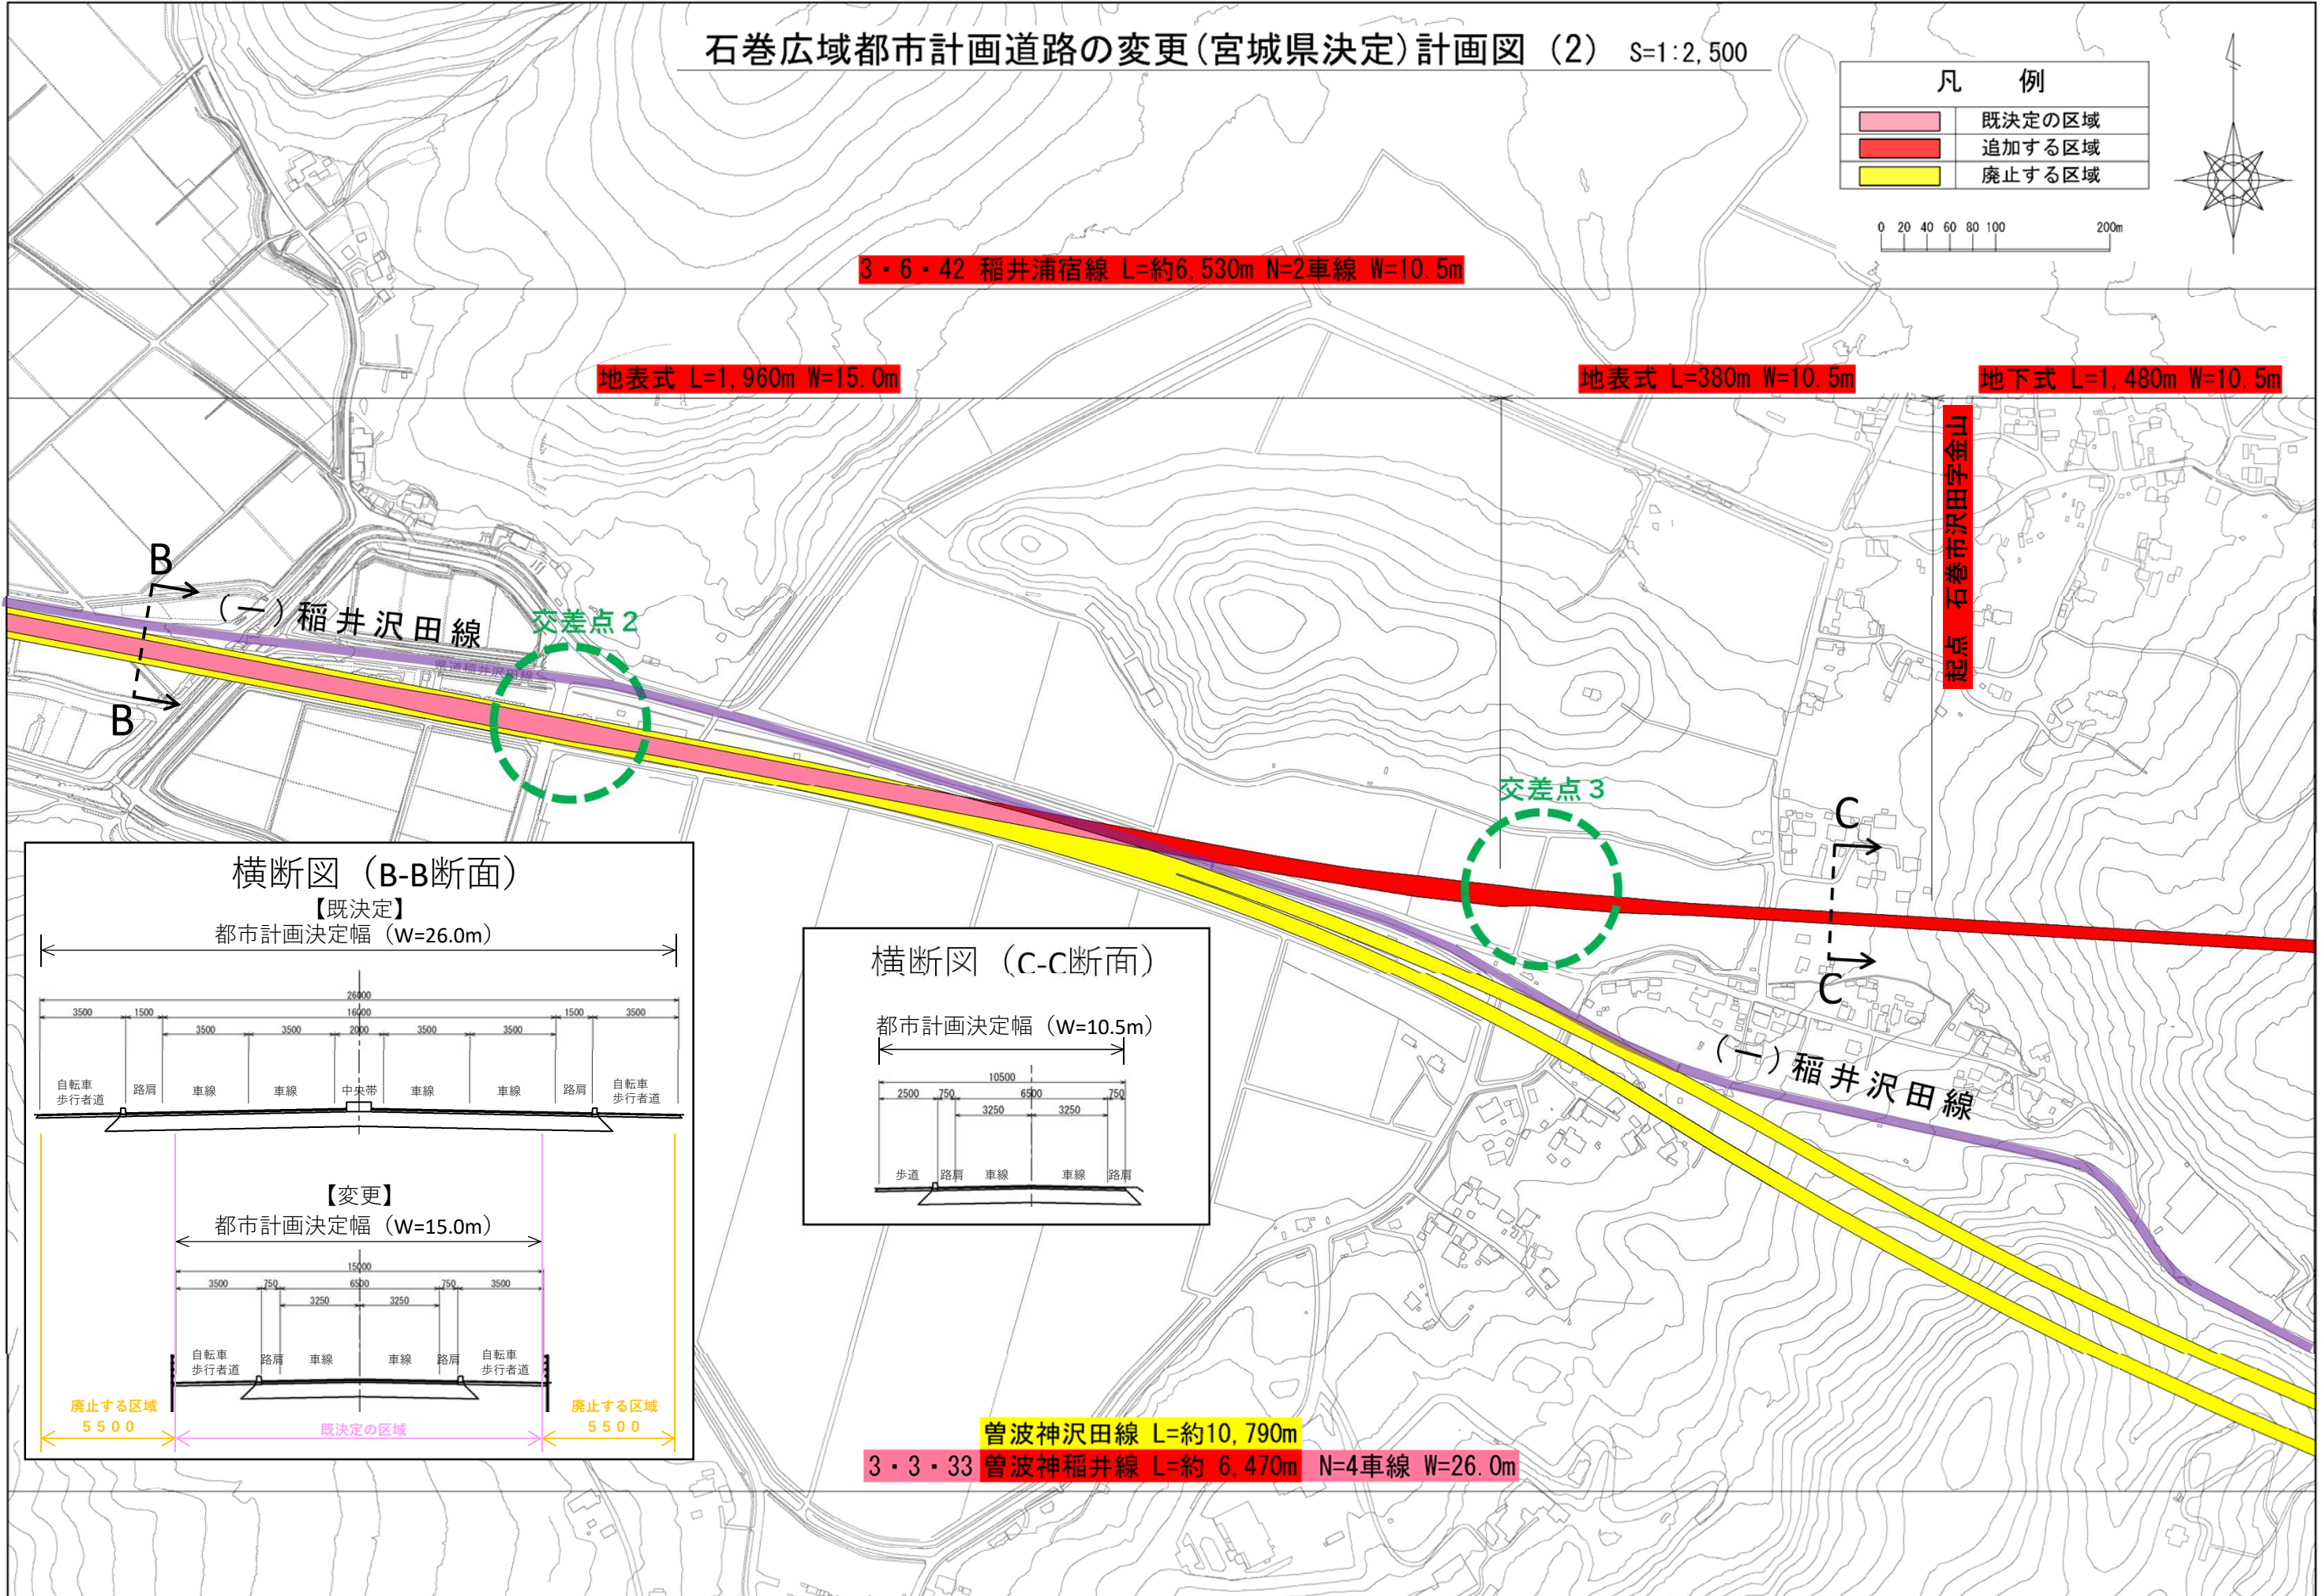 石巻広域都市計画道路の変更(宮城県決定)計画図 (2) S=1:2,500
凡 例
既決定の区域
追加する区域
廃止する区域
0 20 40 60 80 100 200m
3・6・42 稲井浦宿線 L=約6,530m N=2車線 W=10.5m
地表式 L=1,960m W=15.0m
地表式 L=380m W=10.5m
地下式 L=1,480m W=10.5m
起点 石巻市沢田字金山
B
B
(一)稲井沢田線
県道稲井沢田線
交差点2
交差点3
C
C
(一)稲井沢田線
横断図(B-B断面)
【既決定】
都市計画決定幅(W=26.0m)
26000
3500 1500 16000 1500 3500
3500 3500 2000 3500 3500
自転車
歩行者道
路肩
車線
車線
中央帯
車線
車線
路肩
自転車
歩行者道
【変更】
都市計画決定幅(W=15.0m)
15000
3500 750 6500 750 3500
3250 3250
自転車
歩行者道
路肩
車線
車線
路肩
自転車
歩行者道
廃止する区域
5500
既決定の区域
廃止する区域
5500
横断図(C-C断面)
都市計画決定幅(W=10.5m)
10500
2500 750 6500 750
3250 3250
歩道 路肩 車線 車線 路肩
曽波神沢田線 L=約10,790m
3・3・33 曽波神稲井線 L=約 6,470m N=4車線 W=26.0m